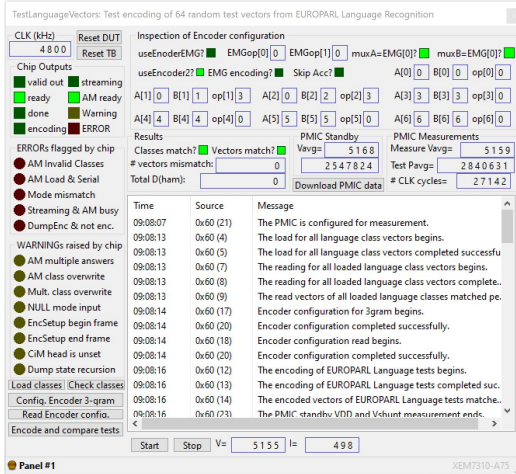 TestLanguageVectors: Test encoding of 64 random test vectors from EUROPARL Language Recognition
CLK (kHz)
4800
Reset DUT
Reset TB
Chip Outputs
valid out streaming
ready AM ready
done Warning
encoding ERROR
ERRORs flagged by chip
AM Invalid Classes
AM Load & Serial
Mode mismatch
Streaming & AM busy
DumpEnc & not enc.
WARNINGs raised by chip
AM multiple answers
AM class overwrite
Mult. class overwrite
NULL mode input
EncSetup begin frame
EncSetup end frame
CiM head is unset
Dump state recursion
Load classes Check classes
Config. Encoder 3-gram
Read Encoder config.
Encode and compare tests
Inspection of Encoder configuration
useEnoderEMG? EMGop[0] 0 EMGop[1] 0 muxA=EMG[0]? muxB=EMG[0]?
useEncoder2? EMG encoding? Skip Acc? A[0] 0 B[0] 0 op[0] 0
A[1] 0 B[1] 1 op[1] 3 A[2] 0 B[2] 2 op[2] 3 A[3] 3 B[3] 3 op[3] 0
A[4] 4 B[4] 4 op[4] 0 A[5] 5 B[5] 5 op[5] 0 A[6] 6 B[6] 6 op[6] 0
Results
Classes match? Vectors match?
# vectors mismatch: 0
Total D(ham): 0
PMIC Standby
Vavg= 5168
2547824
Download PMIC data
PMIC Measurements
Measure Vavg= 5159
Test Pavg= 2840631
# CLK cycles= 27142
Time Source Message
09:08:07 0x60 (21) The PMIC is configured for measurement.
09:08:13 0x60 (4) The load for all language class vectors begins.
09:08:13 0x60 (5) The load for all language class vectors completed successfu
09:08:13 0x60 (7) The reading for all loaded language class vectors begins.
09:08:13 0x60 (8) The reading for all loaded language class vectors complete..
09:08:13 0x60 (9) The read vectors of all loaded language classes matched pe.
09:08:14 0x60 (17) Encoder configuration for 3gram begins.
09:08:14 0x60 (20) Encoder configuration completed successfully.
09:08:14 0x60 (18) Encoder configuration read begins.
09:08:14 0x60 (20) Encoder configuration completed successfully.
09:08:16 0x60 (12) The encoding of EUROPARL Language tests begins.
09:08:16 0x60 (13) The encoding of EUROPARL Language tests completed suc.
09:08:16 0x60 (14) The encoded vectors of EUROPARL Language tests matche..
09:08:16 0x60 (23) The PMIC standby VDD and Vshunt measurement ends.
Start Stop V= 5155 I= 498
Panel #1
XEM7310-A75